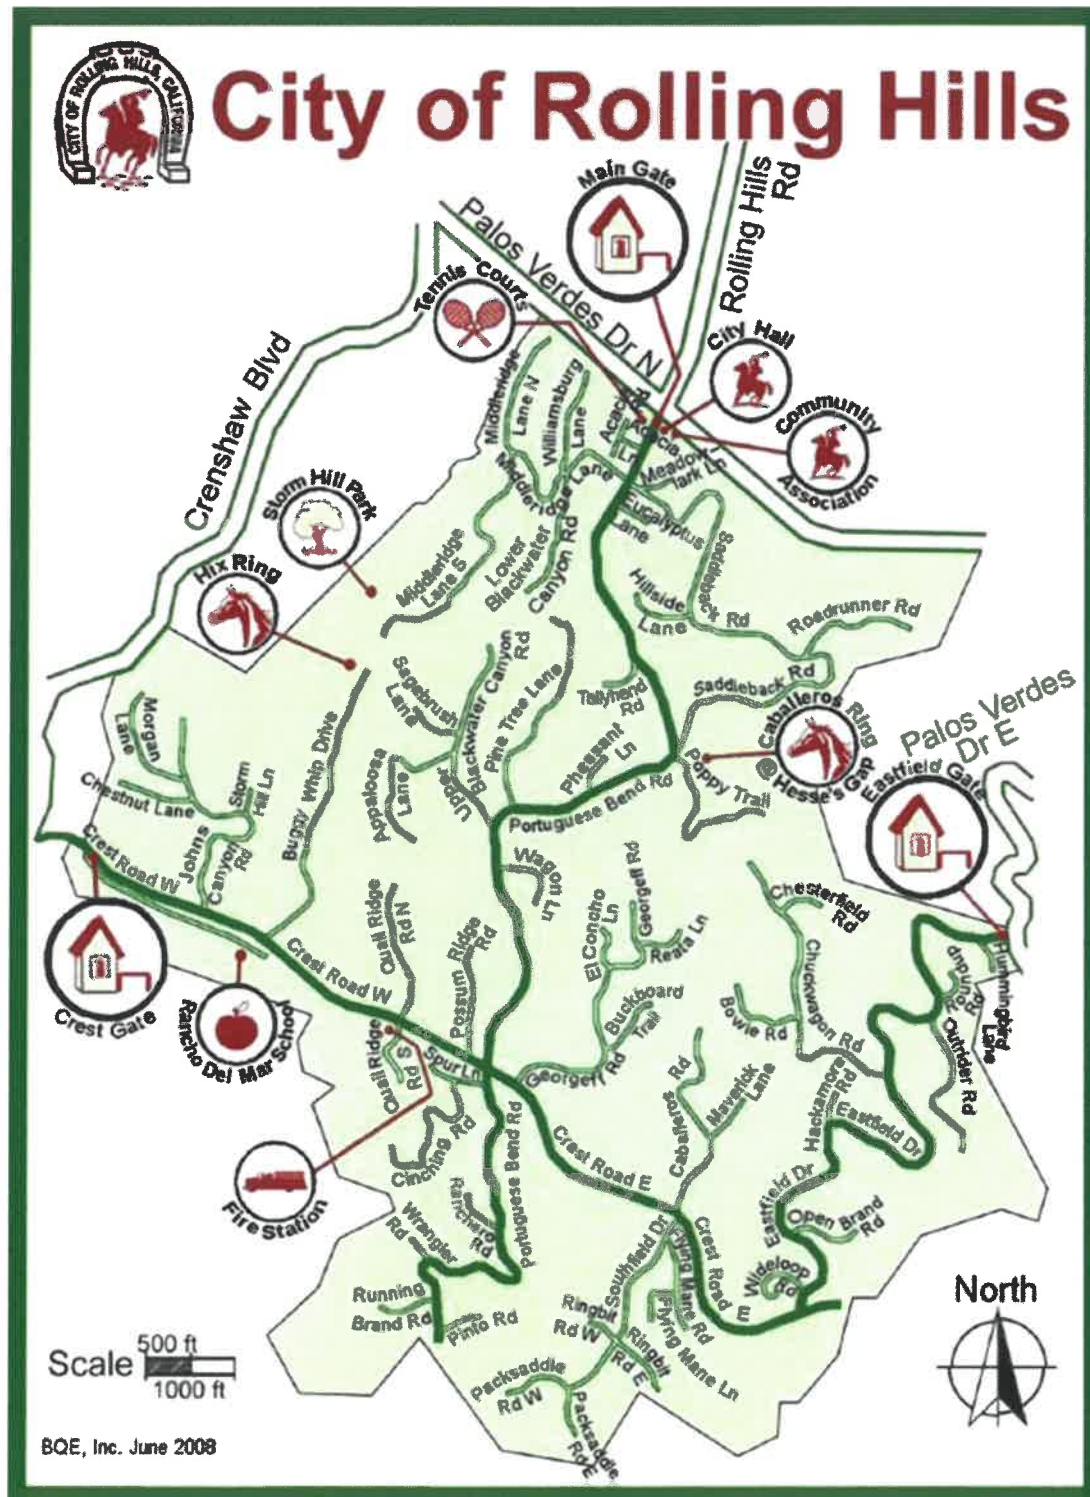 CITY OF ROLLING HILLS, CALIFORNIA
City of Rolling Hills
Main Gate
Rolling Hills Rd
Palos Verdes Dr N
Tennis Courts
City Hall
Community Association
Crenshaw Blvd
Storm Hill Park
Hix Ring
Middleridge Lane N
Williamsburg Lane
Acacia Rd
Acacia Ln
Meadowlark Ln
Middleridge Lane
Eucalyptus Lane
Middleridge Lane S
Lower Blackwater Canyon Rd
Saddleback Rd
Hillside Lane
Roadrunner Rd
Sagebrush Lane
Upper Blackwater Canyon Rd
Pine Tree Lane
Tallyhand Rd
Saddleback Rd
Caballeros Ring @ Hesse's Gap
Palos Verdes Dr E
Eastfield Gate
Morgan Lane
Chestnut Lane
Storm Hill Ln
Buggy Whip Drive
Appaloosa Lane
Pheasant Ln
Poppy Trail
Portuguese Bend Rd
Johns Canyon Rd
Crest Road W
Wagon Ln
Georgeff Rd
El Concho Ln
Reata Ln
Chesterfield Rd
Quail Ridge Rd N
Possum Ridge Rd
Crest Road W
Crest Gate
Rancho Del Mar School
Buckboard Trail
Bowie Rd
Chuckwagon Rd
Roundup Rd
Hummingbird Lane
Outrider Rd
Quail Ridge Rd S
Spur Ln
Georgeff Rd
Caballeros Rd
Maverick Lane
Hackamore Rd
Eastfield Dr
Cinchring Rd
Portuguese Bend Rd
Crest Road E
Fire Station
Ranchero Rd
Wrangler Rd
Eastfield Dr
Open Brand Rd
Southfield Dr
Flying Mane Rd
Crest Road E
Wideloop Rd
Running Brand Rd
Pinto Rd
Ringbit Rd W
Ringbit Rd E
Flying Mane Ln
Packsaddle Rd W
Packsaddle Rd E
North
Scale
500 ft
1000 ft
BQE, Inc. June 2008